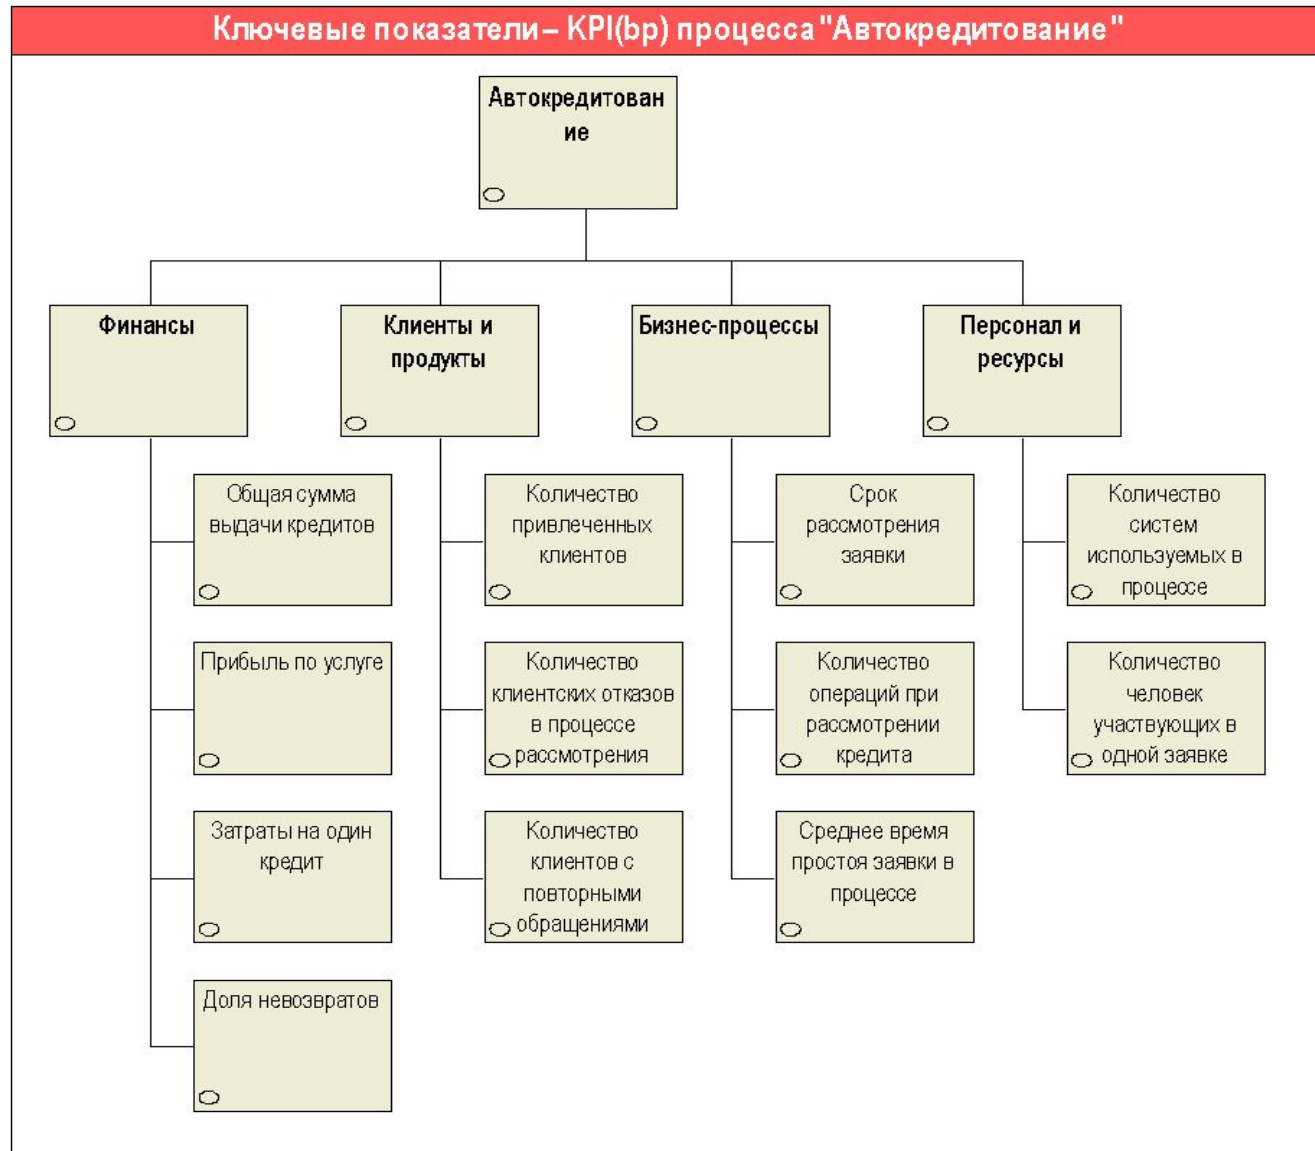 Ключевые показатели– KPI(bp) процесса "Автокредитование"
Автокредитован
ие
Финансы
Клиенты и
продукты
Бизнес-процессы
Персонал и
ресурсы
Общая сумма
выдачи кредитов
Количество
привлеченных
клиентов
Срок
рассмотрения
заявки
Количество
систем
используемых в
процессе
Прибыль по услуге
Количество
клиентских отказов
в процессе
рассмотрения
Количество
операций при
рассмотрении
кредита
Количество
человек
участвующих в
одной заявке
Затраты на один
кредит
Количество
клиентов с
повторными
обращениями
Среднее время
простоя заявки в
процессе
Доля невозвратов